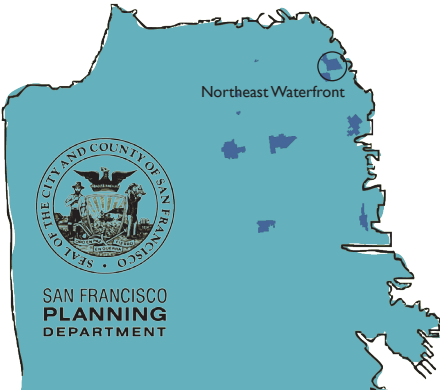 Northeast Waterfront
SEAL OF THE CITY AND COUNTY OF SAN FRANCISCO
SAN FRANCISCO
PLANNING
DEPARTMENT